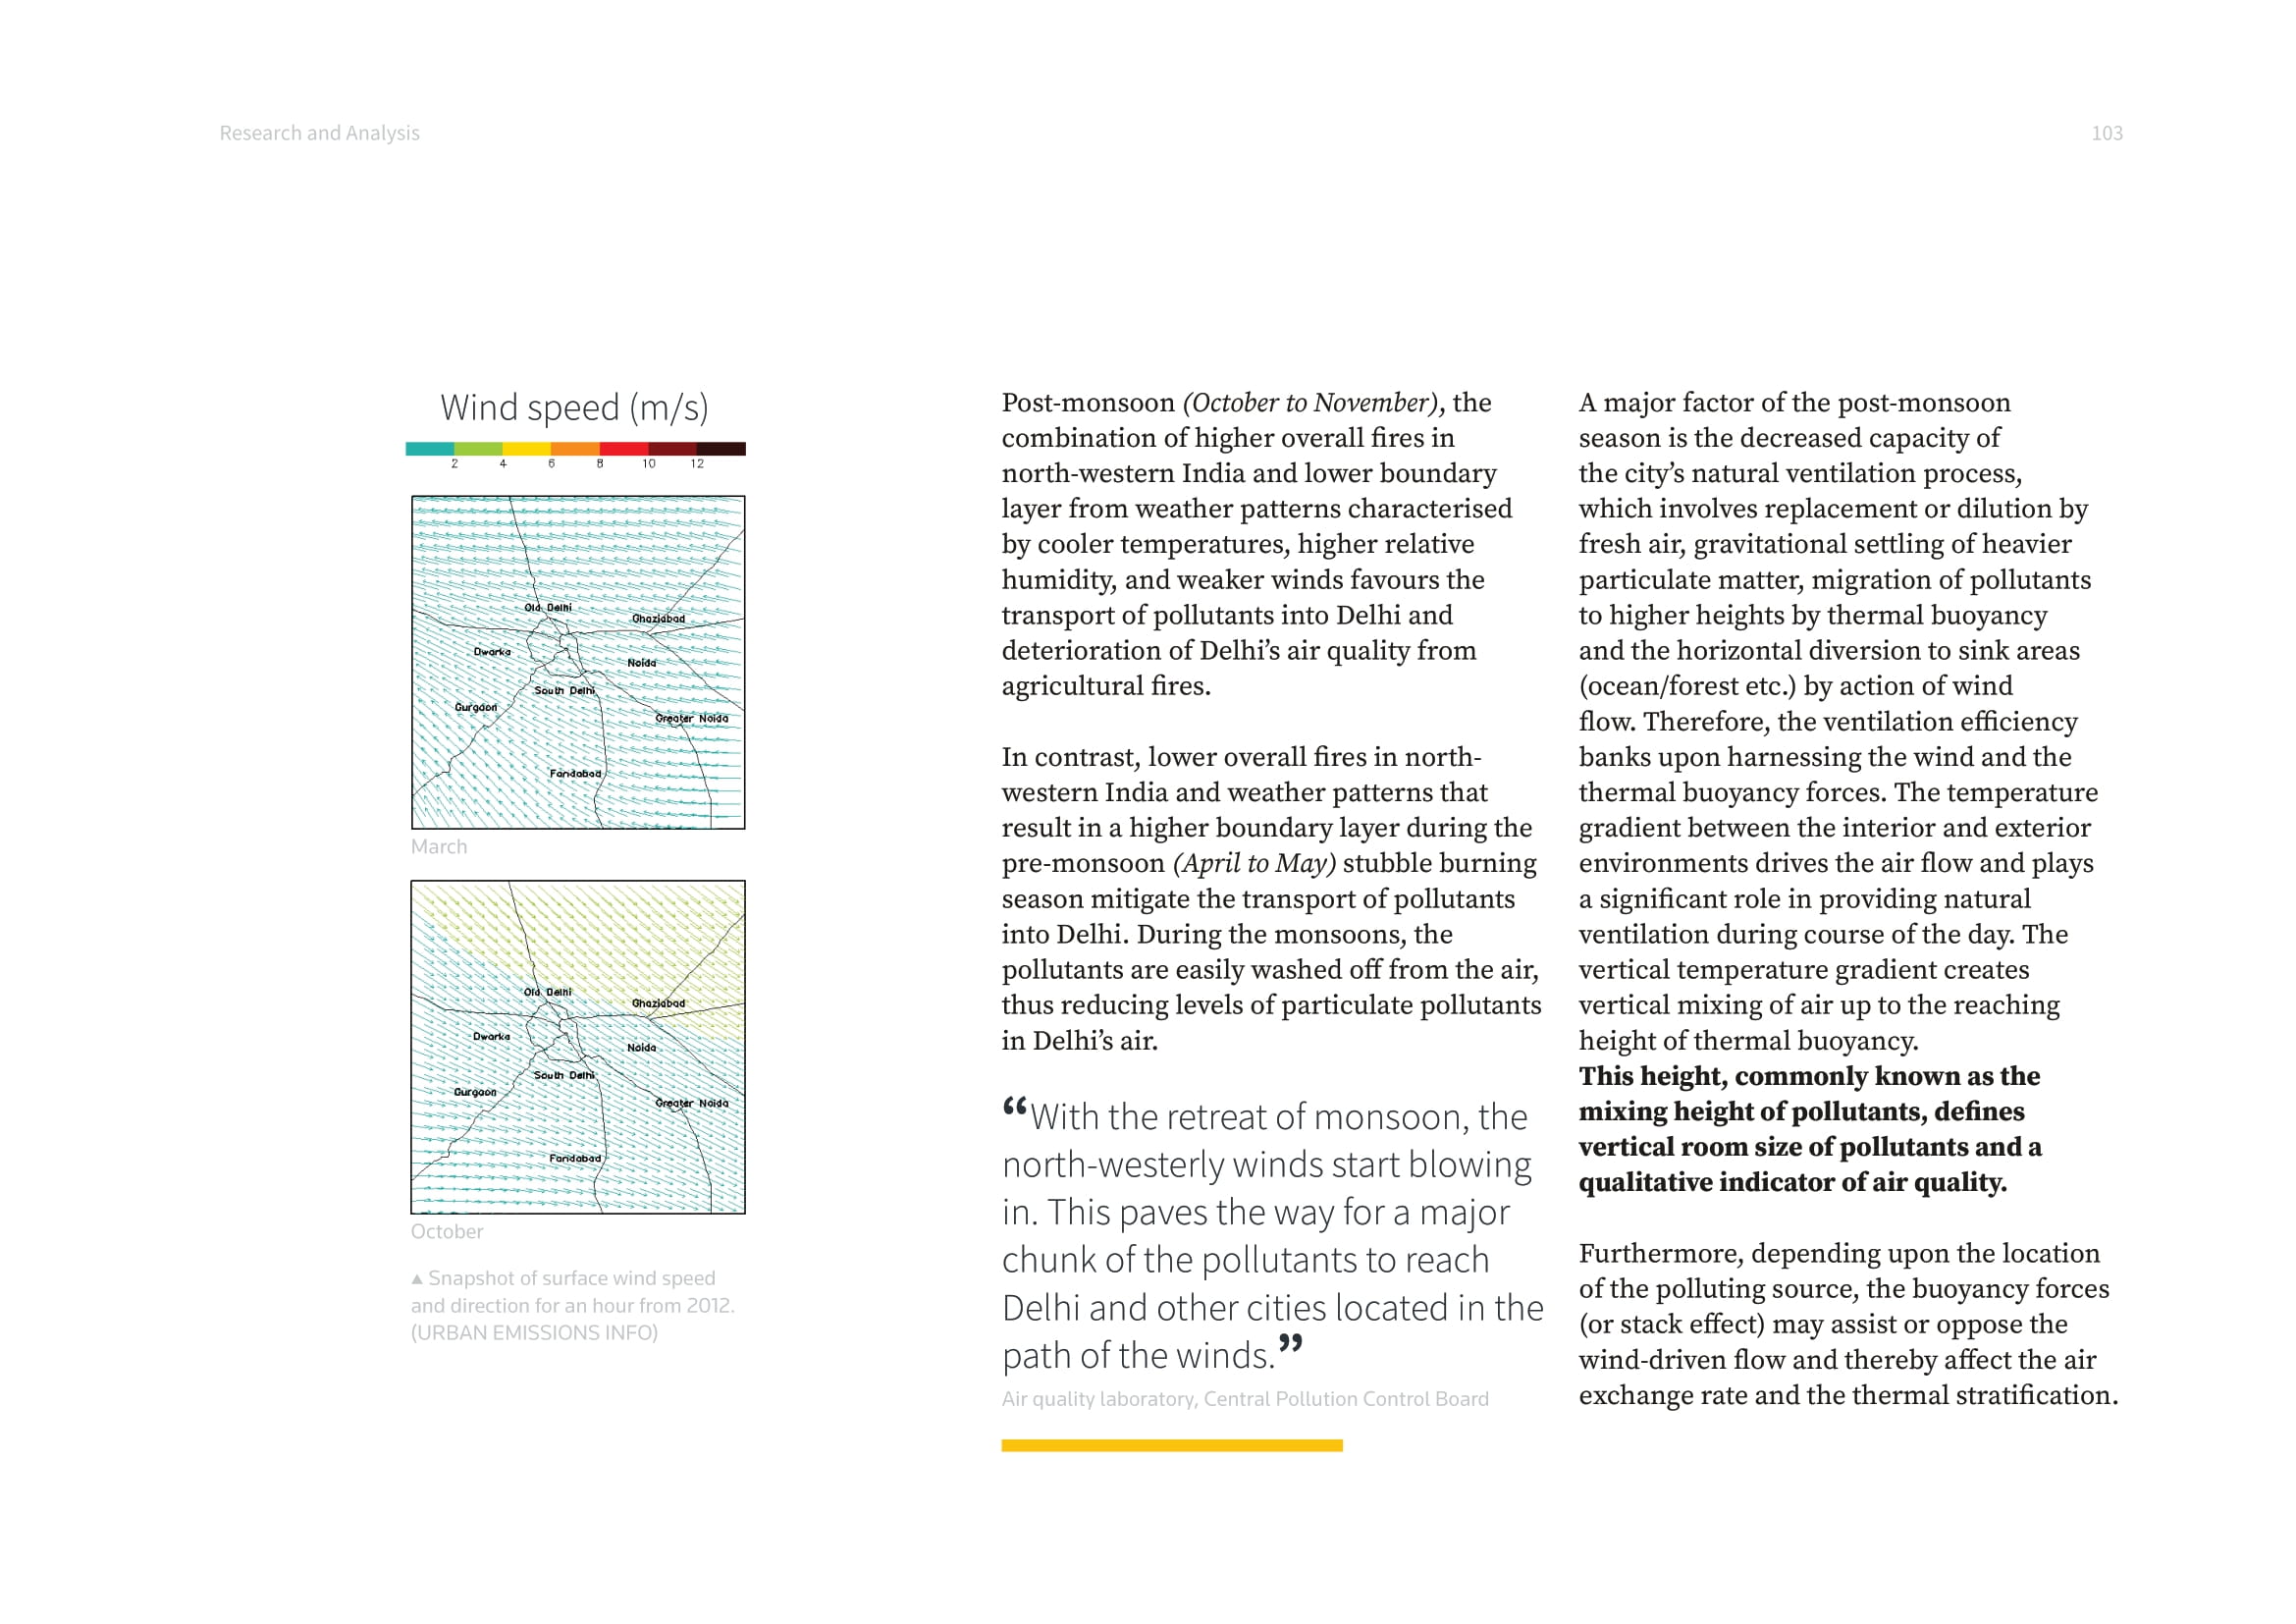 Research and Analysis
103
Wind speed (m/s)
2 4 6 8 10 12
Old Delhi
Ghaziabad
Dwarka
Noida
South Delhi
Gurgaon
Greater Noida
Faridabad
March
Old Delhi
Ghaziabad
Dwarka
Noida
South Delhi
Gurgaon
Greater Noida
Faridabad
October
▲ Snapshot of surface wind speed
and direction for an hour from 2012.
(URBAN EMISSIONS INFO)
Post-monsoon (October to November), the
combination of higher overall fires in
north-western India and lower boundary
layer from weather patterns characterised
by cooler temperatures, higher relative
humidity, and weaker winds favours the
transport of pollutants into Delhi and
deterioration of Delhi’s air quality from
agricultural fires.
In contrast, lower overall fires in north-
western India and weather patterns that
result in a higher boundary layer during the
pre-monsoon (April to May) stubble burning
season mitigate the transport of pollutants
into Delhi. During the monsoons, the
pollutants are easily washed off from the air,
thus reducing levels of particulate pollutants
in Delhi’s air.
“With the retreat of monsoon, the
north-westerly winds start blowing
in. This paves the way for a major
chunk of the pollutants to reach
Delhi and other cities located in the
path of the winds.”
Air quality laboratory, Central Pollution Control Board
A major factor of the post-monsoon
season is the decreased capacity of
the city’s natural ventilation process,
which involves replacement or dilution by
fresh air, gravitational settling of heavier
particulate matter, migration of pollutants
to higher heights by thermal buoyancy
and the horizontal diversion to sink areas
(ocean/forest etc.) by action of wind
flow. Therefore, the ventilation efficiency
banks upon harnessing the wind and the
thermal buoyancy forces. The temperature
gradient between the interior and exterior
environments drives the air flow and plays
a significant role in providing natural
ventilation during course of the day. The
vertical temperature gradient creates
vertical mixing of air up to the reaching
height of thermal buoyancy.
This height, commonly known as the
mixing height of pollutants, defines
vertical room size of pollutants and a
qualitative indicator of air quality.
Furthermore, depending upon the location
of the polluting source, the buoyancy forces
(or stack effect) may assist or oppose the
wind-driven flow and thereby affect the air
exchange rate and the thermal stratification.